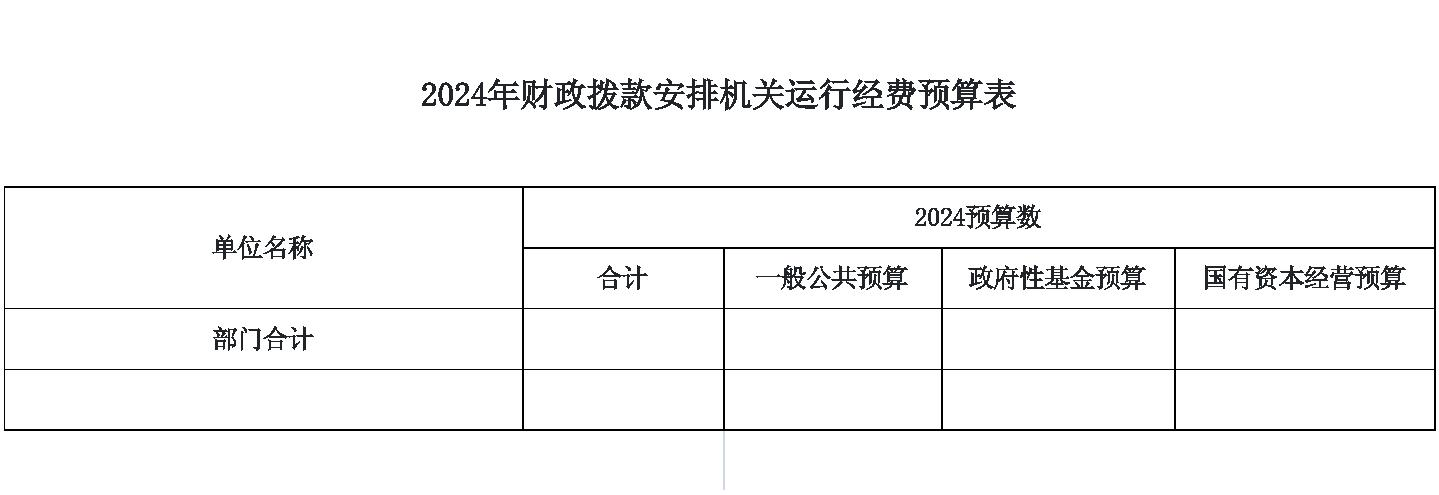 2024年财政拨款安排机关运行经费预算表
单位名称
2024预算数
合计
一般公共预算
政府性基金预算
国有资本经营预算
部门合计